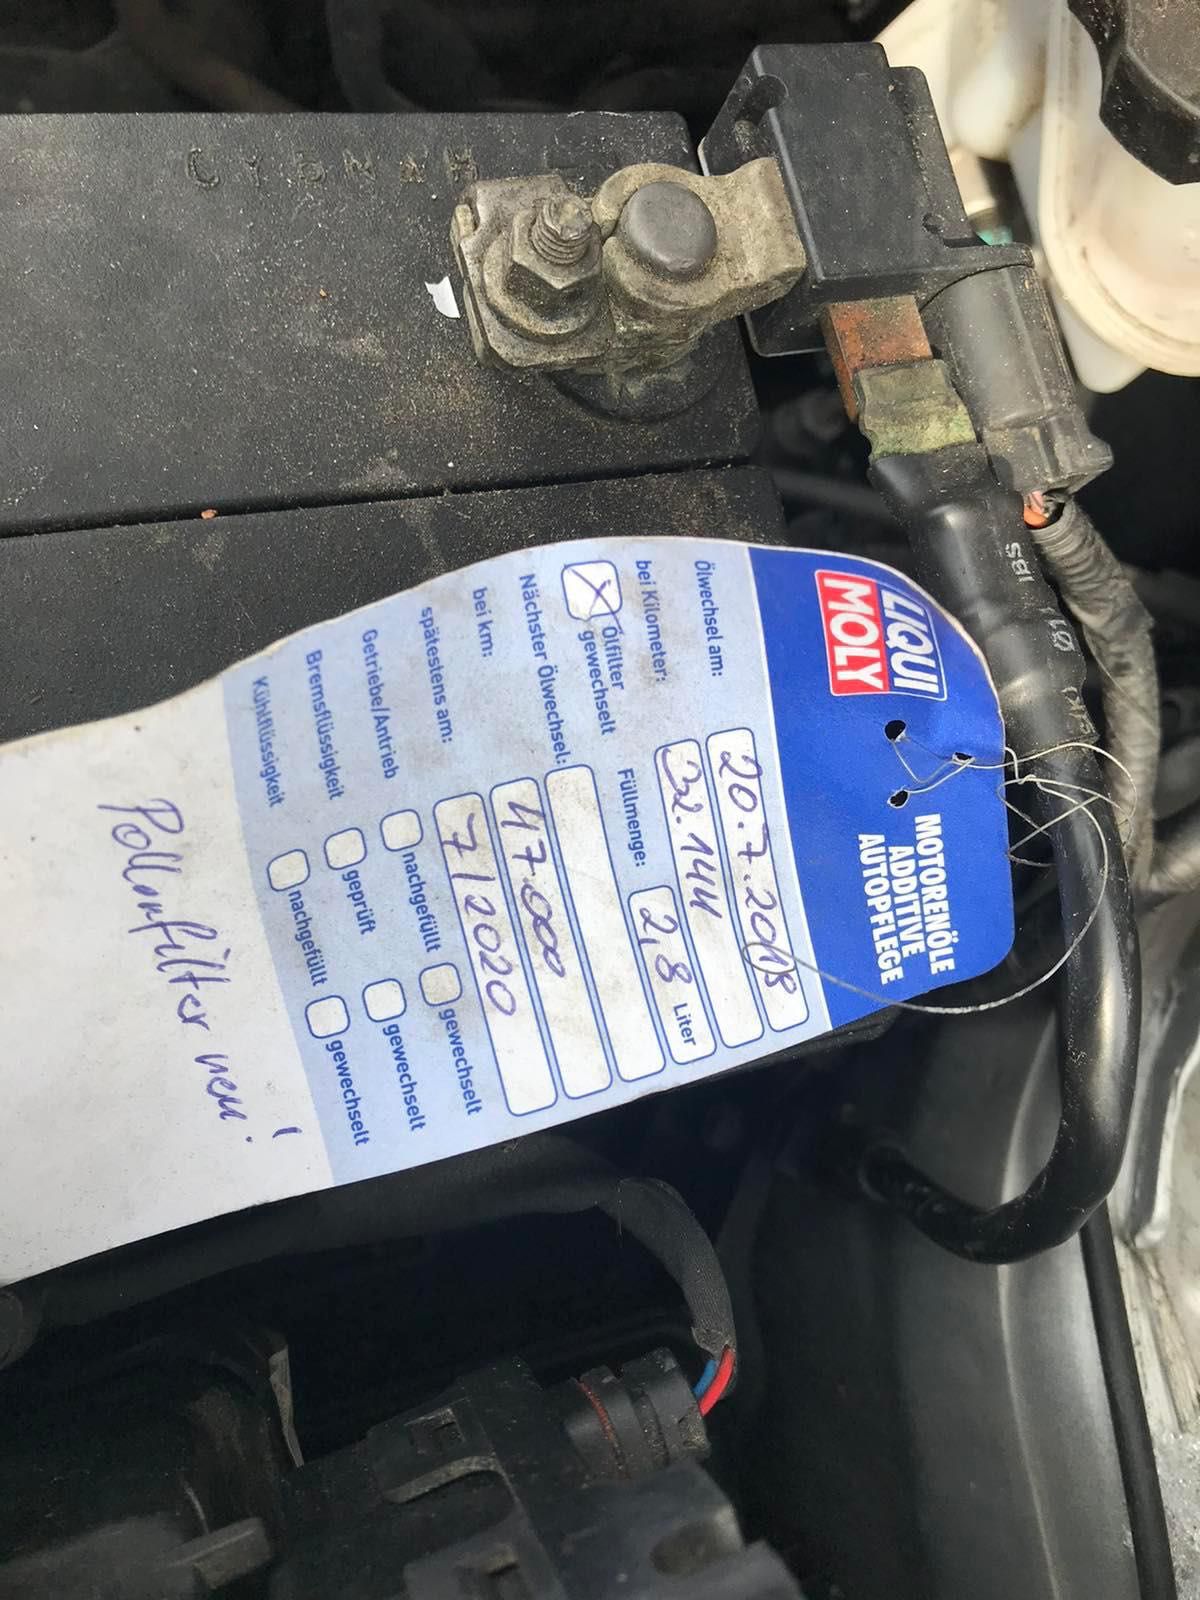 LIQUI
MOLY
MOTORENÖLE
ADDITIVE
AUTOPFLEGE
Ölwechsel am: 20.7.2018
bei Kilometer: 32.144
Ölfilter gewechselt Füllmenge: 2,8 Liter
Nächster Ölwechsel:
bei km: 47.000
spätestens am: 7/2020
Getriebe/Antrieb nachgefüllt gewechselt
Bremsflüssigkeit geprüft gewechselt
Kühlflüssigkeit nachgefüllt gewechselt
Pollenfilter neu!
IBS